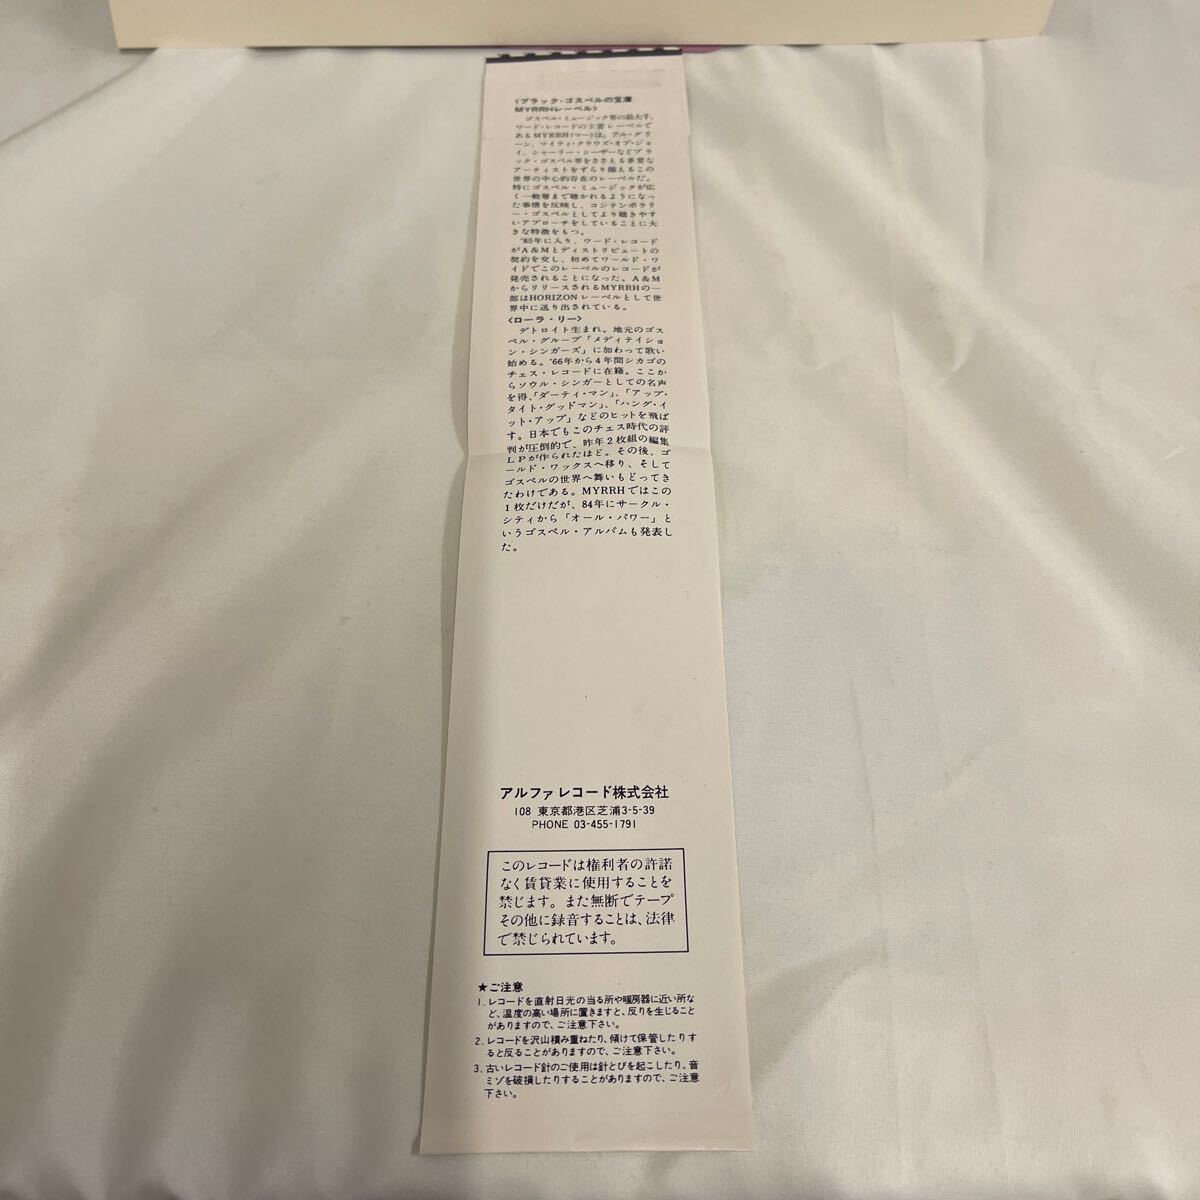 〈ブラック・ゴスペルの宝庫
MYRRHレーベル〉
ゴスペル・ミュージック界の最大手、
ワード・レコードの主要レーベルで
あるMYRRH(マー)は、アル・グリ
ーン、マイティ・クラウズ・オブ・ジョ
イ、シャーリー・シーザーなどブラ
ック・ゴスペル界をささえる重要な
アーティストをずらり揃えるこの
世界の中心的存在のレーベルだ。
特にゴスペル・ミュージックが広
く一般層まで聴かれるようになっ
た事情を反映し、コンテンポラリ
ー・ゴスペルとしてより聴きやす
いアプローチをしていることに大
きな特徴をもつ。
'85年に入り、ワード・レコード
がA&Mとディストリビュートの
契約を交し、初めてワールド・ワ
イドでこのレーベルのレコードが
発売されることになった。A&M
からリリースされるMYRRHの一
部はHORIZONレーベルとして世
界中に送り出されている。
〈ローラ・リー〉
デトロイト生まれ。地元のゴス
ペル・グループ「メディテイショ
ン・シンガーズ」に加わって歌い
始める。'66年から4年間シカゴの
チェス・レコードに在籍。ここか
らソウル・シンガーとしての名声
を得、「ダーティ・マン」、「アップ・
タイト・グッドマン」、「ハング・イ
ット・アップ」などのヒットを飛ば
す。日本でもこのチェス時代の評
判が圧倒的で、昨年2枚組の編集
LPが作られたほど。その後、ゴ
ールド・ワックスへ移り、そして
ゴスペルの世界へ舞いもどってき
たわけである。MYRRHではこの
1枚だけだが、84年にサークル・
シティから「オール・パワー」と
いうゴスペル・アルバムも発表し
た。
アルファレコード株式会社
108 東京都港区芝浦3-5-39
PHONE 03-455-1791
このレコードは権利者の許諾
なく賃貸業に使用することを
禁じます。また無断でテープ
その他に録音することは、法律
で禁じられています。
★ご注意
1. レコードを直射日光の当る所や暖房器に近い所な
ど、温度の高い場所に置きますと、反りを生じること
がありますので、ご注意下さい。
2. レコードを沢山積み重ねたり、傾けて保管したりす
ると反ることがありますので、ご注意下さい。
3. 古いレコード針のご使用は針とびを起こしたり、音
ミゾを破損したりすることがありますので、ご注意
下さい。